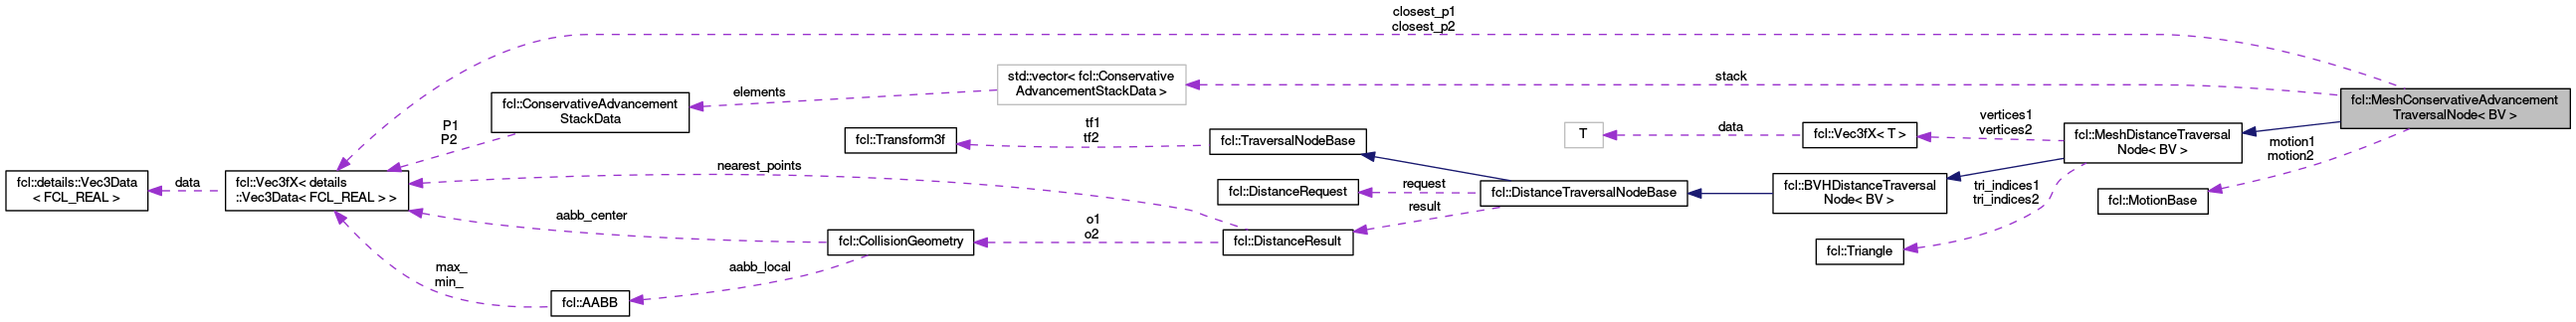 closest_p1
closest_p2
std::vector< fcl::Conservative
AdvancementStackData >
stack
elements
fcl::ConservativeAdvancement
StackData
fcl::MeshConservativeAdvancement
TraversalNode< BV >
P1
P2
fcl::Transform3f
tf1
tf2
fcl::TraversalNodeBase
T
data
fcl::Vec3fX< T >
vertices1
vertices2
fcl::MeshDistanceTraversal
Node< BV >
motion1
motion2
nearest_points
fcl::details::Vec3Data
< FCL_REAL >
data
fcl::Vec3fX< details
::Vec3Data< FCL_REAL > >
fcl::DistanceRequest
request
fcl::DistanceTraversalNodeBase
fcl::BVHDistanceTraversal
Node< BV >
tri_indices1
tri_indices2
fcl::MotionBase
result
aabb_center
fcl::CollisionGeometry
o1
o2
fcl::DistanceResult
fcl::Triangle
max_
min_
aabb_local
fcl::AABB